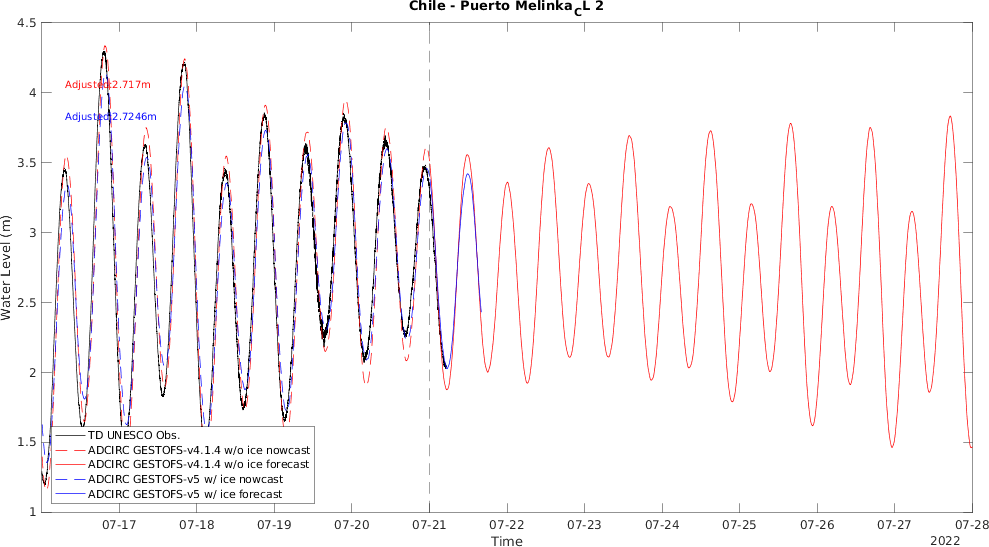 Chile - Puerto Melinka_CL 2
Adjusted:2.717m
Adjusted:2.7246m
Water Level (m)
4.5
4
3.5
3
2.5
2
1.5
1
TD UNESCO Obs.
ADCIRC GESTOFS-v4.1.4 w/o ice nowcast
ADCIRC GESTOFS-v4.1.4 w/o ice forecast
ADCIRC GESTOFS-v5 w/ ice nowcast
ADCIRC GESTOFS-v5 w/ ice forecast
07-17 07-18 07-19 07-20 07-21 07-22 07-23 07-24 07-25 07-26 07-27 07-28
Time
2022